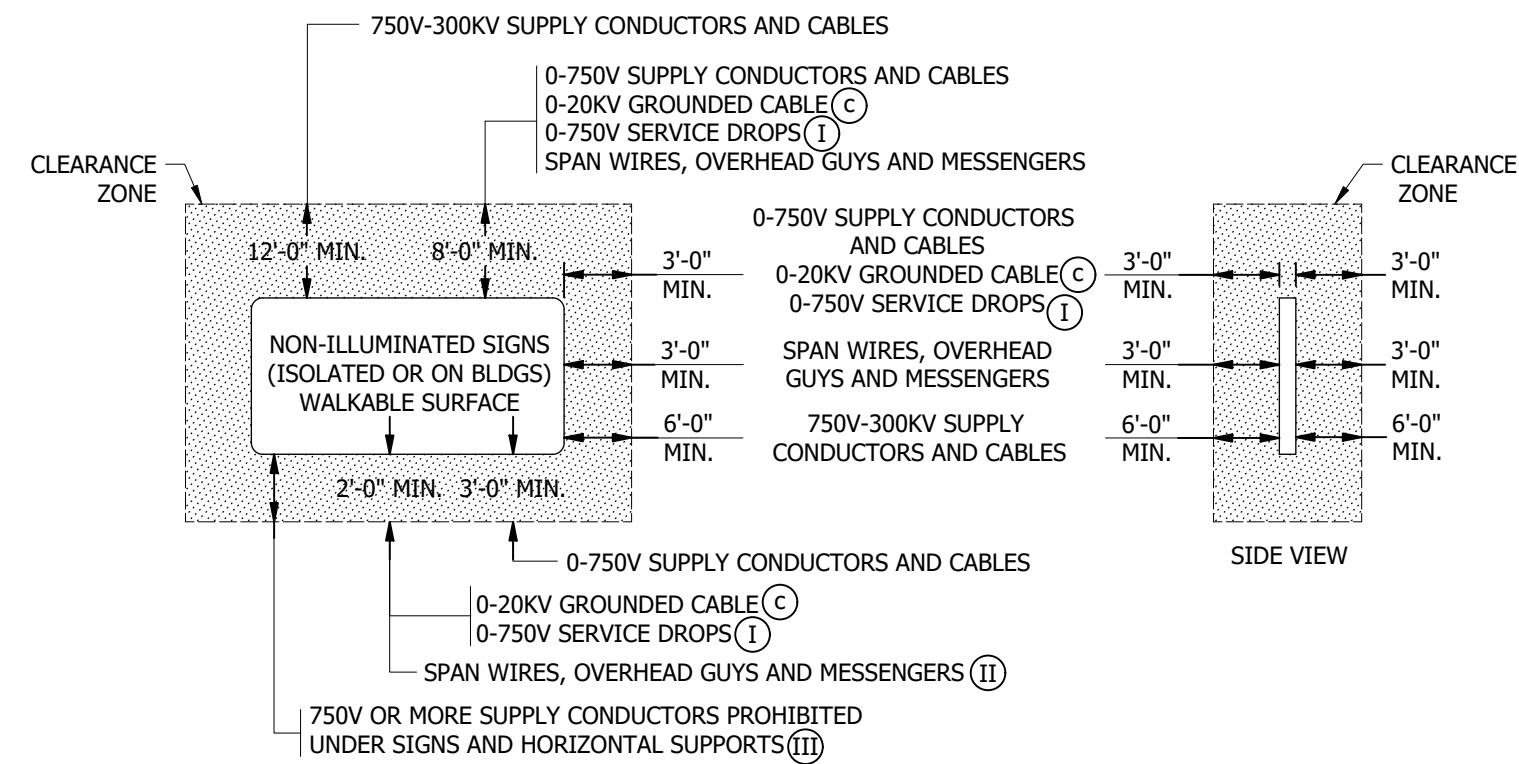 750V-300KV SUPPLY CONDUCTORS AND CABLES
0-750V SUPPLY CONDUCTORS AND CABLES
0-20KV GROUNDED CABLE C
0-750V SERVICE DROPS I
SPAN WIRES, OVERHEAD GUYS AND MESSENGERS
CLEARANCE
ZONE
12'-0" MIN.
8'-0" MIN.
NON-ILLUMINATED SIGNS
(ISOLATED OR ON BLDGS)
WALKABLE SURFACE
2'-0" MIN.
3'-0" MIN.
3'-0"
MIN.
3'-0"
MIN.
6'-0"
MIN.
0-750V SUPPLY CONDUCTORS
AND CABLES
0-20KV GROUNDED CABLE C
0-750V SERVICE DROPS I
SPAN WIRES, OVERHEAD
GUYS AND MESSENGERS
750V-300KV SUPPLY
CONDUCTORS AND CABLES
3'-0"
MIN.
3'-0"
MIN.
6'-0"
MIN.
CLEARANCE
ZONE
3'-0"
MIN.
3'-0"
MIN.
6'-0"
MIN.
SIDE VIEW
0-750V SUPPLY CONDUCTORS AND CABLES
0-20KV GROUNDED CABLE C
0-750V SERVICE DROPS I
SPAN WIRES, OVERHEAD GUYS AND MESSENGERS II
750V OR MORE SUPPLY CONDUCTORS PROHIBITED
UNDER SIGNS AND HORIZONTAL SUPPORTS III